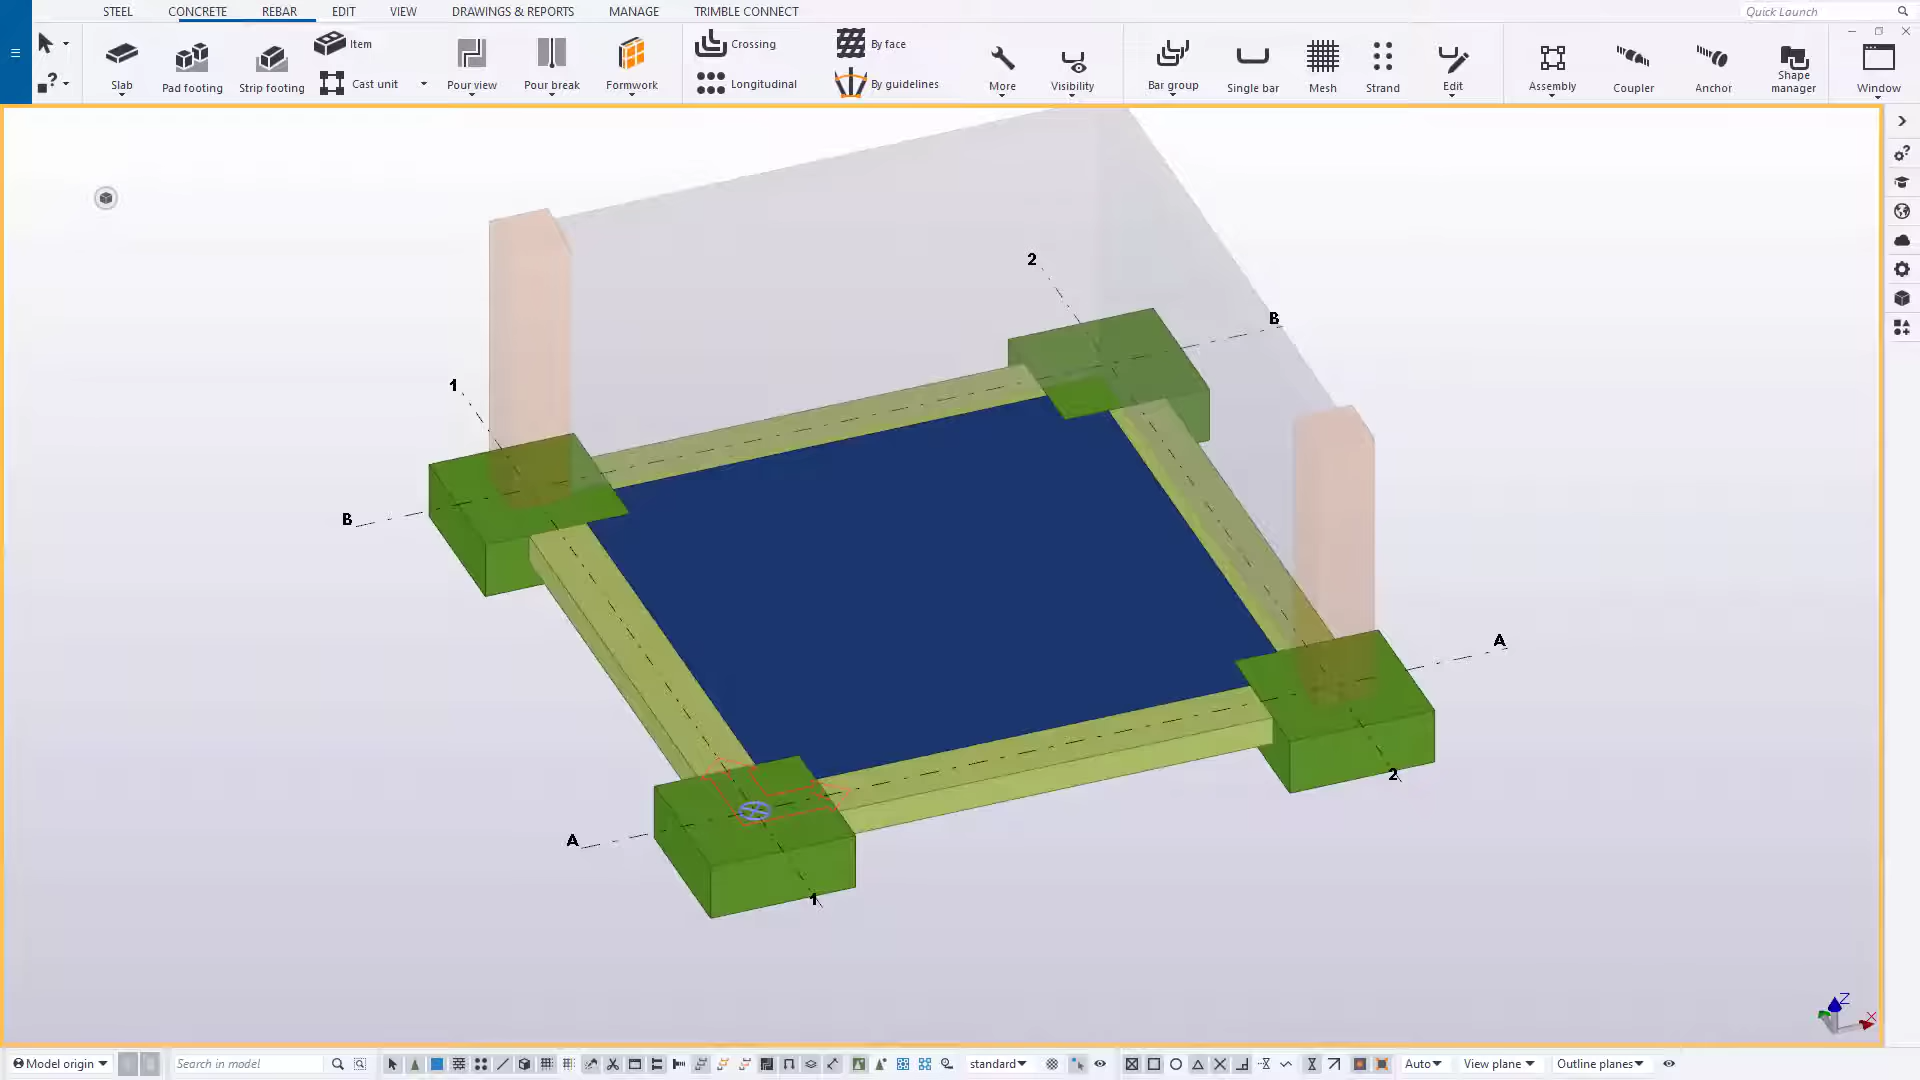 STEEL CONCRETE REBAR EDIT VIEW DRAWINGS & REPORTS MANAGE TRIMBLE CONNECT Quick Launch
Slab
Pad footing
Strip footing
Item
Cast unit
Pour view
Pour break
Formwork
Crossing
Longitudinal
By face
By guidelines
More
Visibility
Bar group
Single bar
Mesh
Strand
Edit
Assembly
Coupler
Anchor
Shape manager
Window
2
B
1
B
A
2
A
1
Z
X
Model origin Search in model standard Auto View plane Outline planes